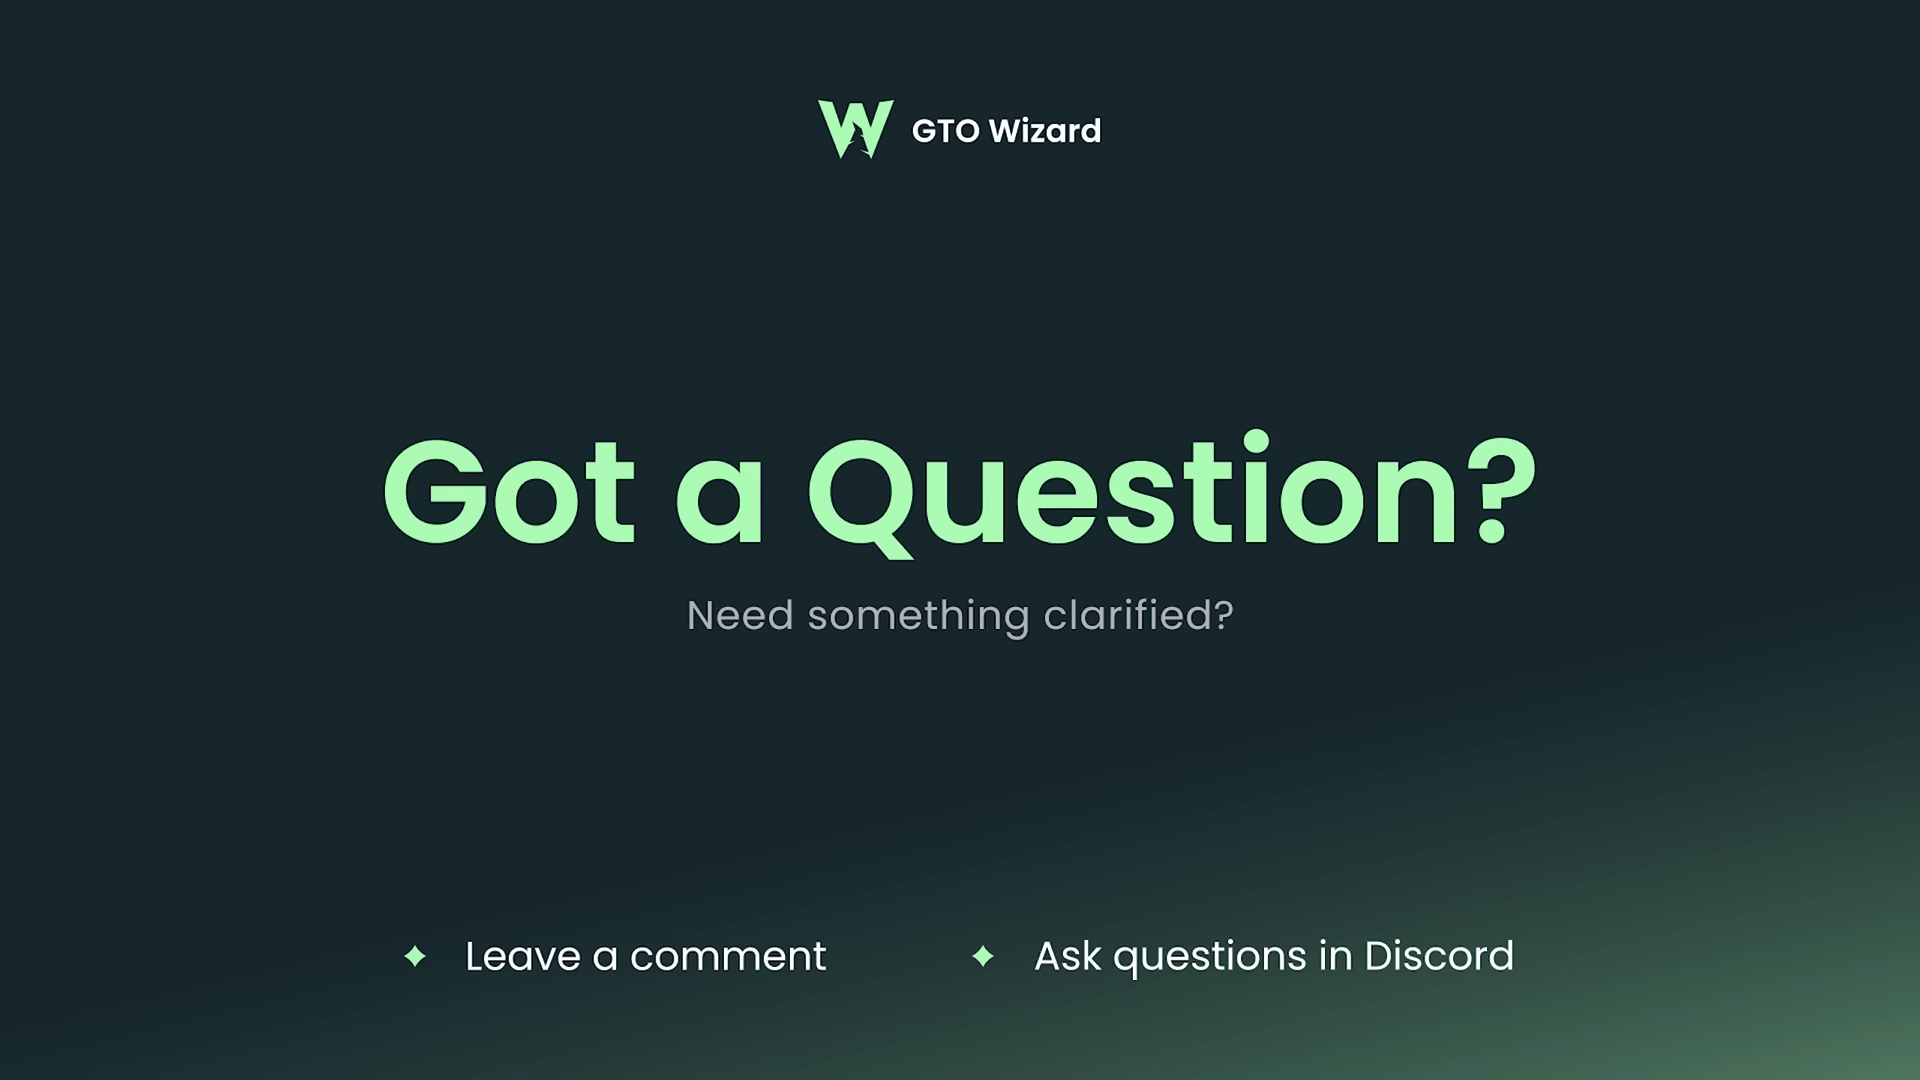 GTO Wizard
Got a Question?
Need something clarified?
Leave a comment
Ask questions in Discord